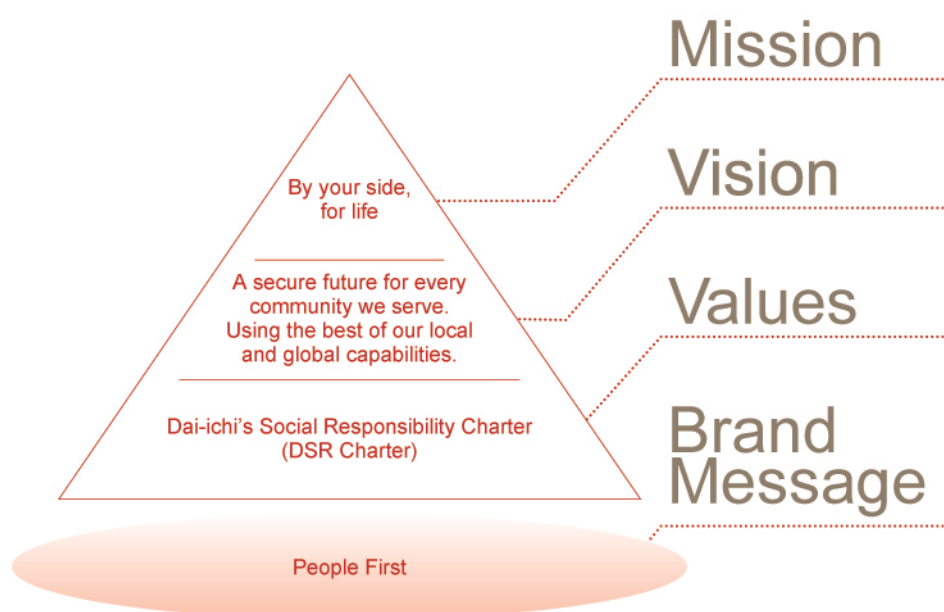 Mission
By your side,
for life
Vision
A secure future for every
community we serve.
Using the best of our local
and global capabilities.
Values
Dai-ichi's Social Responsibility Charter
(DSR Charter)
Brand
Message
People First